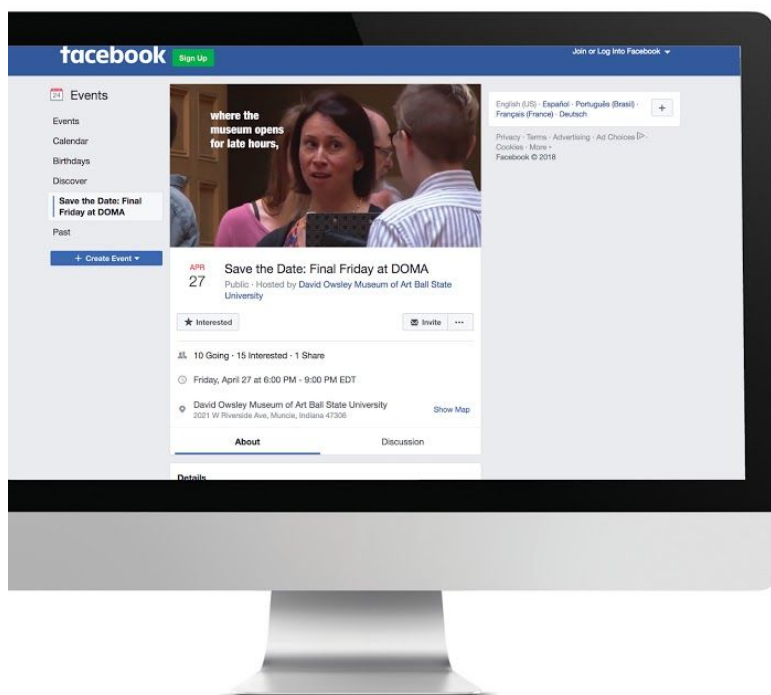 facebook
Sign Up
Join or Log Into Facebook
24
Events
Events
Calendar
Birthdays
Discover
Save the Date: Final
Friday at DOMA
Past
+ Create Event
where the
museum opens
for late hours,
APR
27
Save the Date: Final Friday at DOMA
Public · Hosted by David Owsley Museum of Art Ball State
University
Interested
Invite
...
10 Going · 15 Interested · 1 Share
Friday, April 27 at 6:00 PM - 9:00 PM EDT
David Owsley Museum of Art Ball State University
2021 W Riverside Ave, Muncie, Indiana 47306
Show Map
About
Discussion
Details
English (US) · Español · Português (Brasil) ·
Français (France) · Deutsch
+
Privacy · Terms · Advertising · Ad Choices ·
Cookies · More
Facebook © 2018